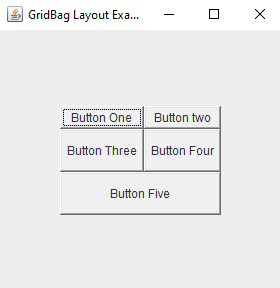 GridBag Layout Exa...
Button One
Button two
Button Three
Button Four
Button Five